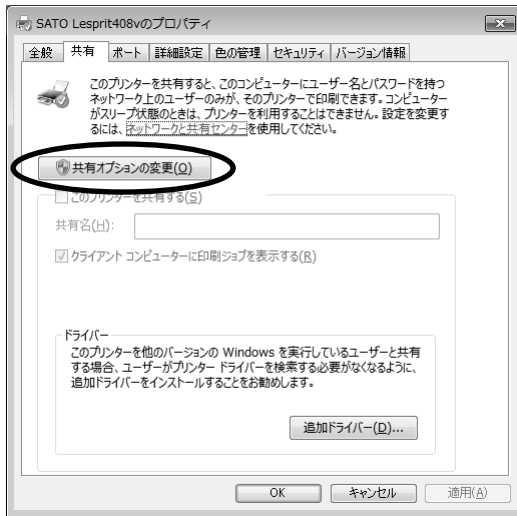 SATO Lesprit408vのプロパティ
全般 共有 ポート 詳細設定 色の管理 セキュリティ バージョン情報
このプリンターを共有すると、このコンピューターにユーザー名とパスワードを持つ
ネットワーク上のユーザーのみが、そのプリンターで印刷できます。コンピューター
がスリープ状態のときは、プリンターを利用することはできません。設定を変更す
るには、ネットワークと共有センターを使用してください。
共有オプションの変更(O)
このプリンターを共有する(S)
共有名(H):
クライアント コンピューターに印刷ジョブを表示する(R)
ドライバー
このプリンターを他のバージョンの Windows を実行しているユーザーと共有
する場合、ユーザーがプリンター ドライバーを検索する必要がなくなるように、
追加ドライバーをインストールすることをお勧めします。
追加ドライバー(D)...
OK キャンセル 適用(A)